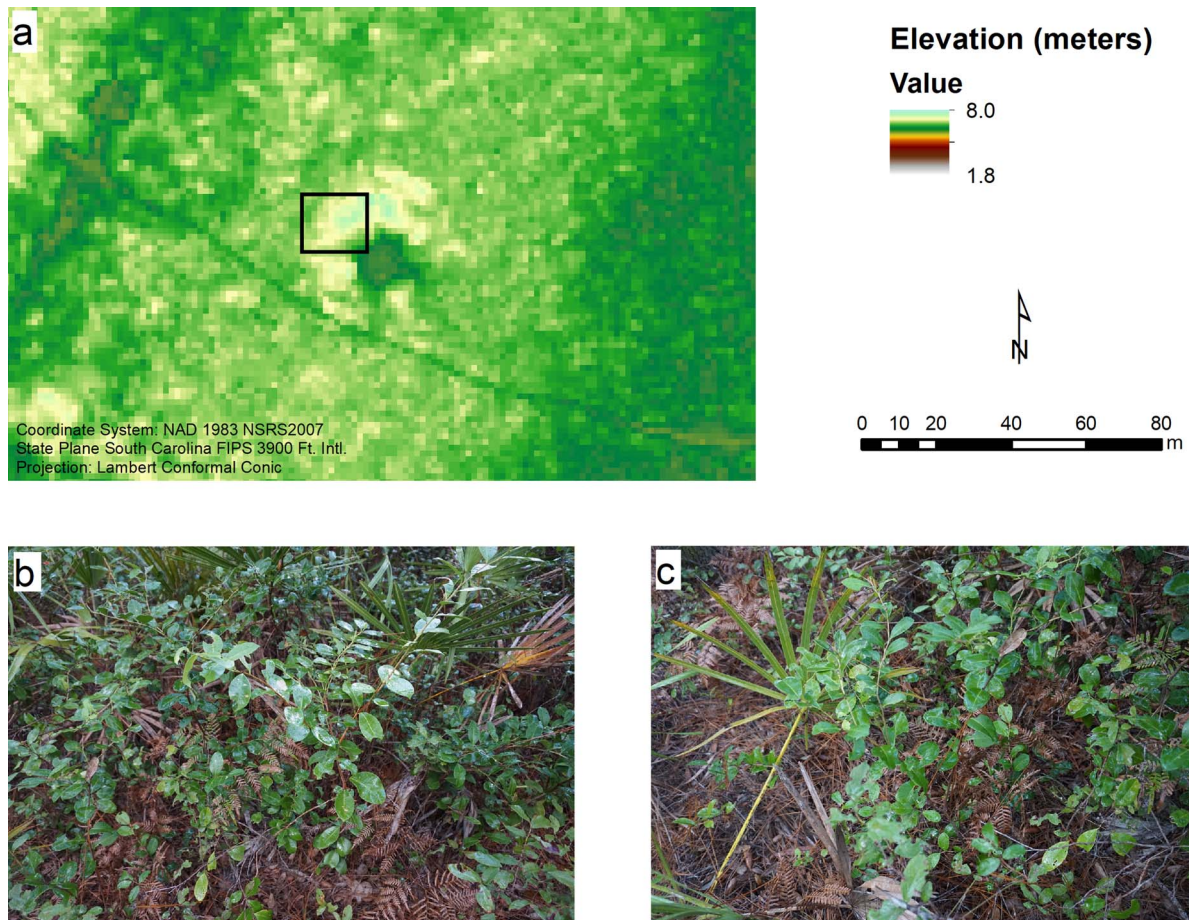 a
Coordinate System: NAD 1983 NSRS2007
State Plane South Carolina FIPS 3900 Ft. Intl.
Projection: Lambert Conformal Conic
Elevation (meters)
Value
8.0
1.8
N
0 10 20 40 60 80
m
b
c